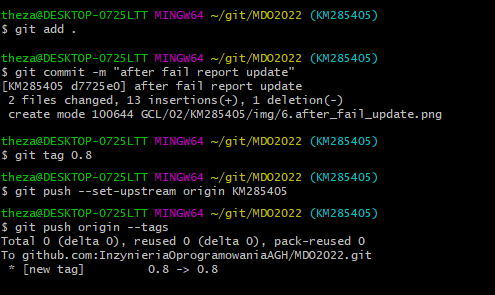 theza@DESKTOP-0725LTT MINGW64 ~/git/MDO2022 (KM285405)
$ git add .
theza@DESKTOP-0725LTT MINGW64 ~/git/MDO2022 (KM285405)
$ git commit -m "after fail report update"
[KM285405 d7725e0] after fail report update
 2 files changed, 13 insertions(+), 1 deletion(-)
 create mode 100644 GCL/02/KM285405/img/6.after_fail_update.png
theza@DESKTOP-0725LTT MINGW64 ~/git/MDO2022 (KM285405)
$ git tag 0.8
theza@DESKTOP-0725LTT MINGW64 ~/git/MDO2022 (KM285405)
$ git push --set-upstream origin KM285405
theza@DESKTOP-0725LTT MINGW64 ~/git/MDO2022 (KM285405)
$ git push origin --tags
Total 0 (delta 0), reused 0 (delta 0), pack-reused 0
To github.com:InzynieriaOprogramowaniaAGH/MDO2022.git
 * [new tag]         0.8 -> 0.8